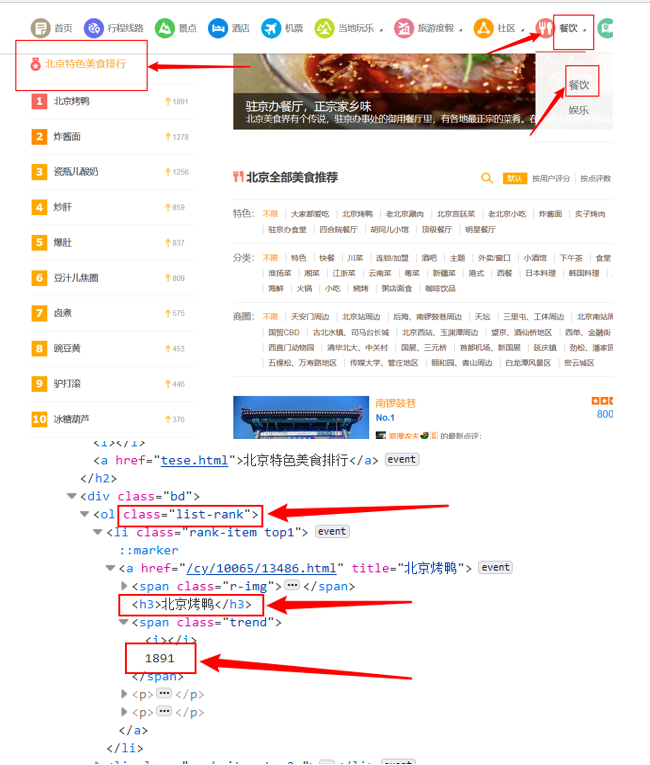 首页 行程线路 景点 酒店 机票 当地玩乐 旅游度假 社区 餐饮
北京特色美食排行
餐饮
娱乐
1 北京烤鸭 1891
2 炸酱面 1278
3 瓷瓶儿酸奶 1256
4 炒肝 859
5 爆肚 837
6 豆汁儿焦圈 809
7 卤煮 575
8 豌豆黄 453
9 驴打滚 446
10 冰糖葫芦 376
驻京办餐厅，正宗家乡味
北京美食界有个传说，驻京办事处的御用餐厅里，有各地最正宗的菜肴。在
北京全部美食推荐 默认 按用户评分 按点评数
特色： 不限 大家都爱吃 北京烤鸭 老北京涮肉 北京宫廷菜 老北京小吃 炸酱面 炙子烤肉
驻京办食堂 四合院餐厅 胡同儿小馆 顶级餐厅 明星餐厅
分类： 不限 特色 快餐 川菜 连锁/加盟 酒吧 主题 外卖/窗口 小酒馆 下午茶 食堂
淮扬菜 湘菜 江浙菜 云南菜 粤菜 新疆菜 港式 西餐 日本料理 韩国料理
海鲜 火锅 小吃 烧烤 粥店面食 咖啡饮品
商圈： 不限 天安门周边 北京站周边 后海、南锣鼓巷周边 天坛 三里屯、工体周边 北京南站周
国贸CBD 古北水镇、司马台长城 北京西站、玉渊潭周边 望京、酒仙桥地区 西单、金融街
西直门动物园 清华北大、中关村 国展、三元桥 首都机场、新国展 延庆镇 劲松、潘家园
五棵松、万寿路地区 传媒大学、管庄地区 颐和园、香山周边 白龙潭风景区 密云城区
南锣鼓巷
No.1 800
浪漫农夫 的最新点评：
<i></i>
<a href="tese.html">北京特色美食排行</a> event
</h2>
<div class="bd">
<ol class="list-rank">
<li class="rank-item top1"> event
::marker
<a href="/cy/10065/13486.html" title="北京烤鸭"> event
<span class="r-img">⋯</span>
<h3>北京烤鸭</h3>
<span class="trend">
<i></i>
1891
</span>
<p>⋯</p>
<p>⋯</p>
</a>
</li>